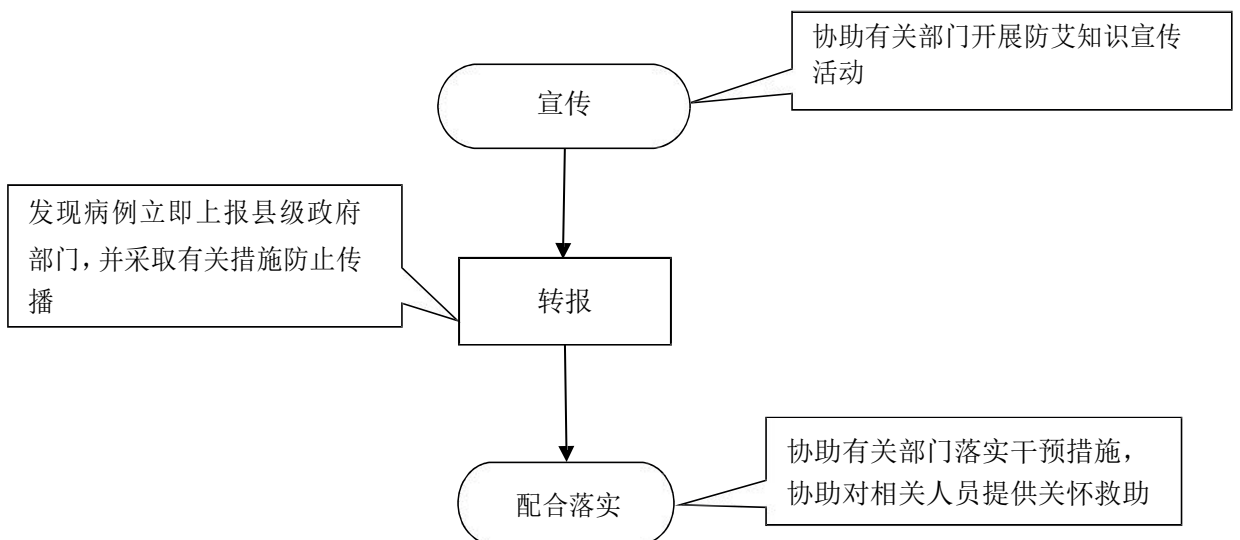 协助有关部门开展防艾知识宣传
活动
宣传
发现病例立即上报县级政府
部门，并采取有关措施防止传
播
转报
协助有关部门落实干预措施，
协助对相关人员提供关怀救助
配合落实